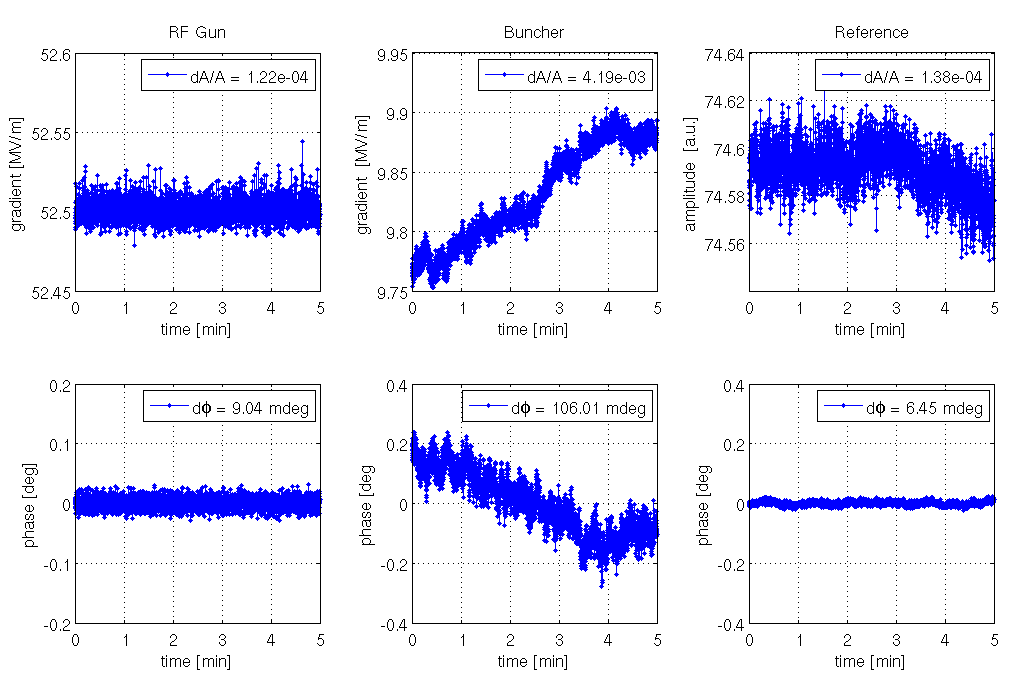 RF Gun
dA/A = 1.22e-04
52.6
52.55
52.5
52.45
gradient [MV/m]
0 1 2 3 4 5
time [min]
Buncher
dA/A = 4.19e-03
9.95
9.9
9.85
9.8
9.75
gradient [MV/m]
0 1 2 3 4 5
time [min]
Reference
dA/A = 1.38e-04
74.64
74.62
74.6
74.58
74.56
amplitude [a.u.]
0 1 2 3 4 5
time [min]
dϕ = 9.04 mdeg
0.2
0.1
0
-0.1
-0.2
phase [deg]
0 1 2 3 4 5
time [min]
dϕ = 106.01 mdeg
0.4
0.2
0
-0.2
-0.4
phase [deg
0 1 2 3 4 5
time [min]
dϕ = 6.45 mdeg
0.4
0.2
0
-0.2
-0.4
phase [deg
0 1 2 3 4 5
time [min]